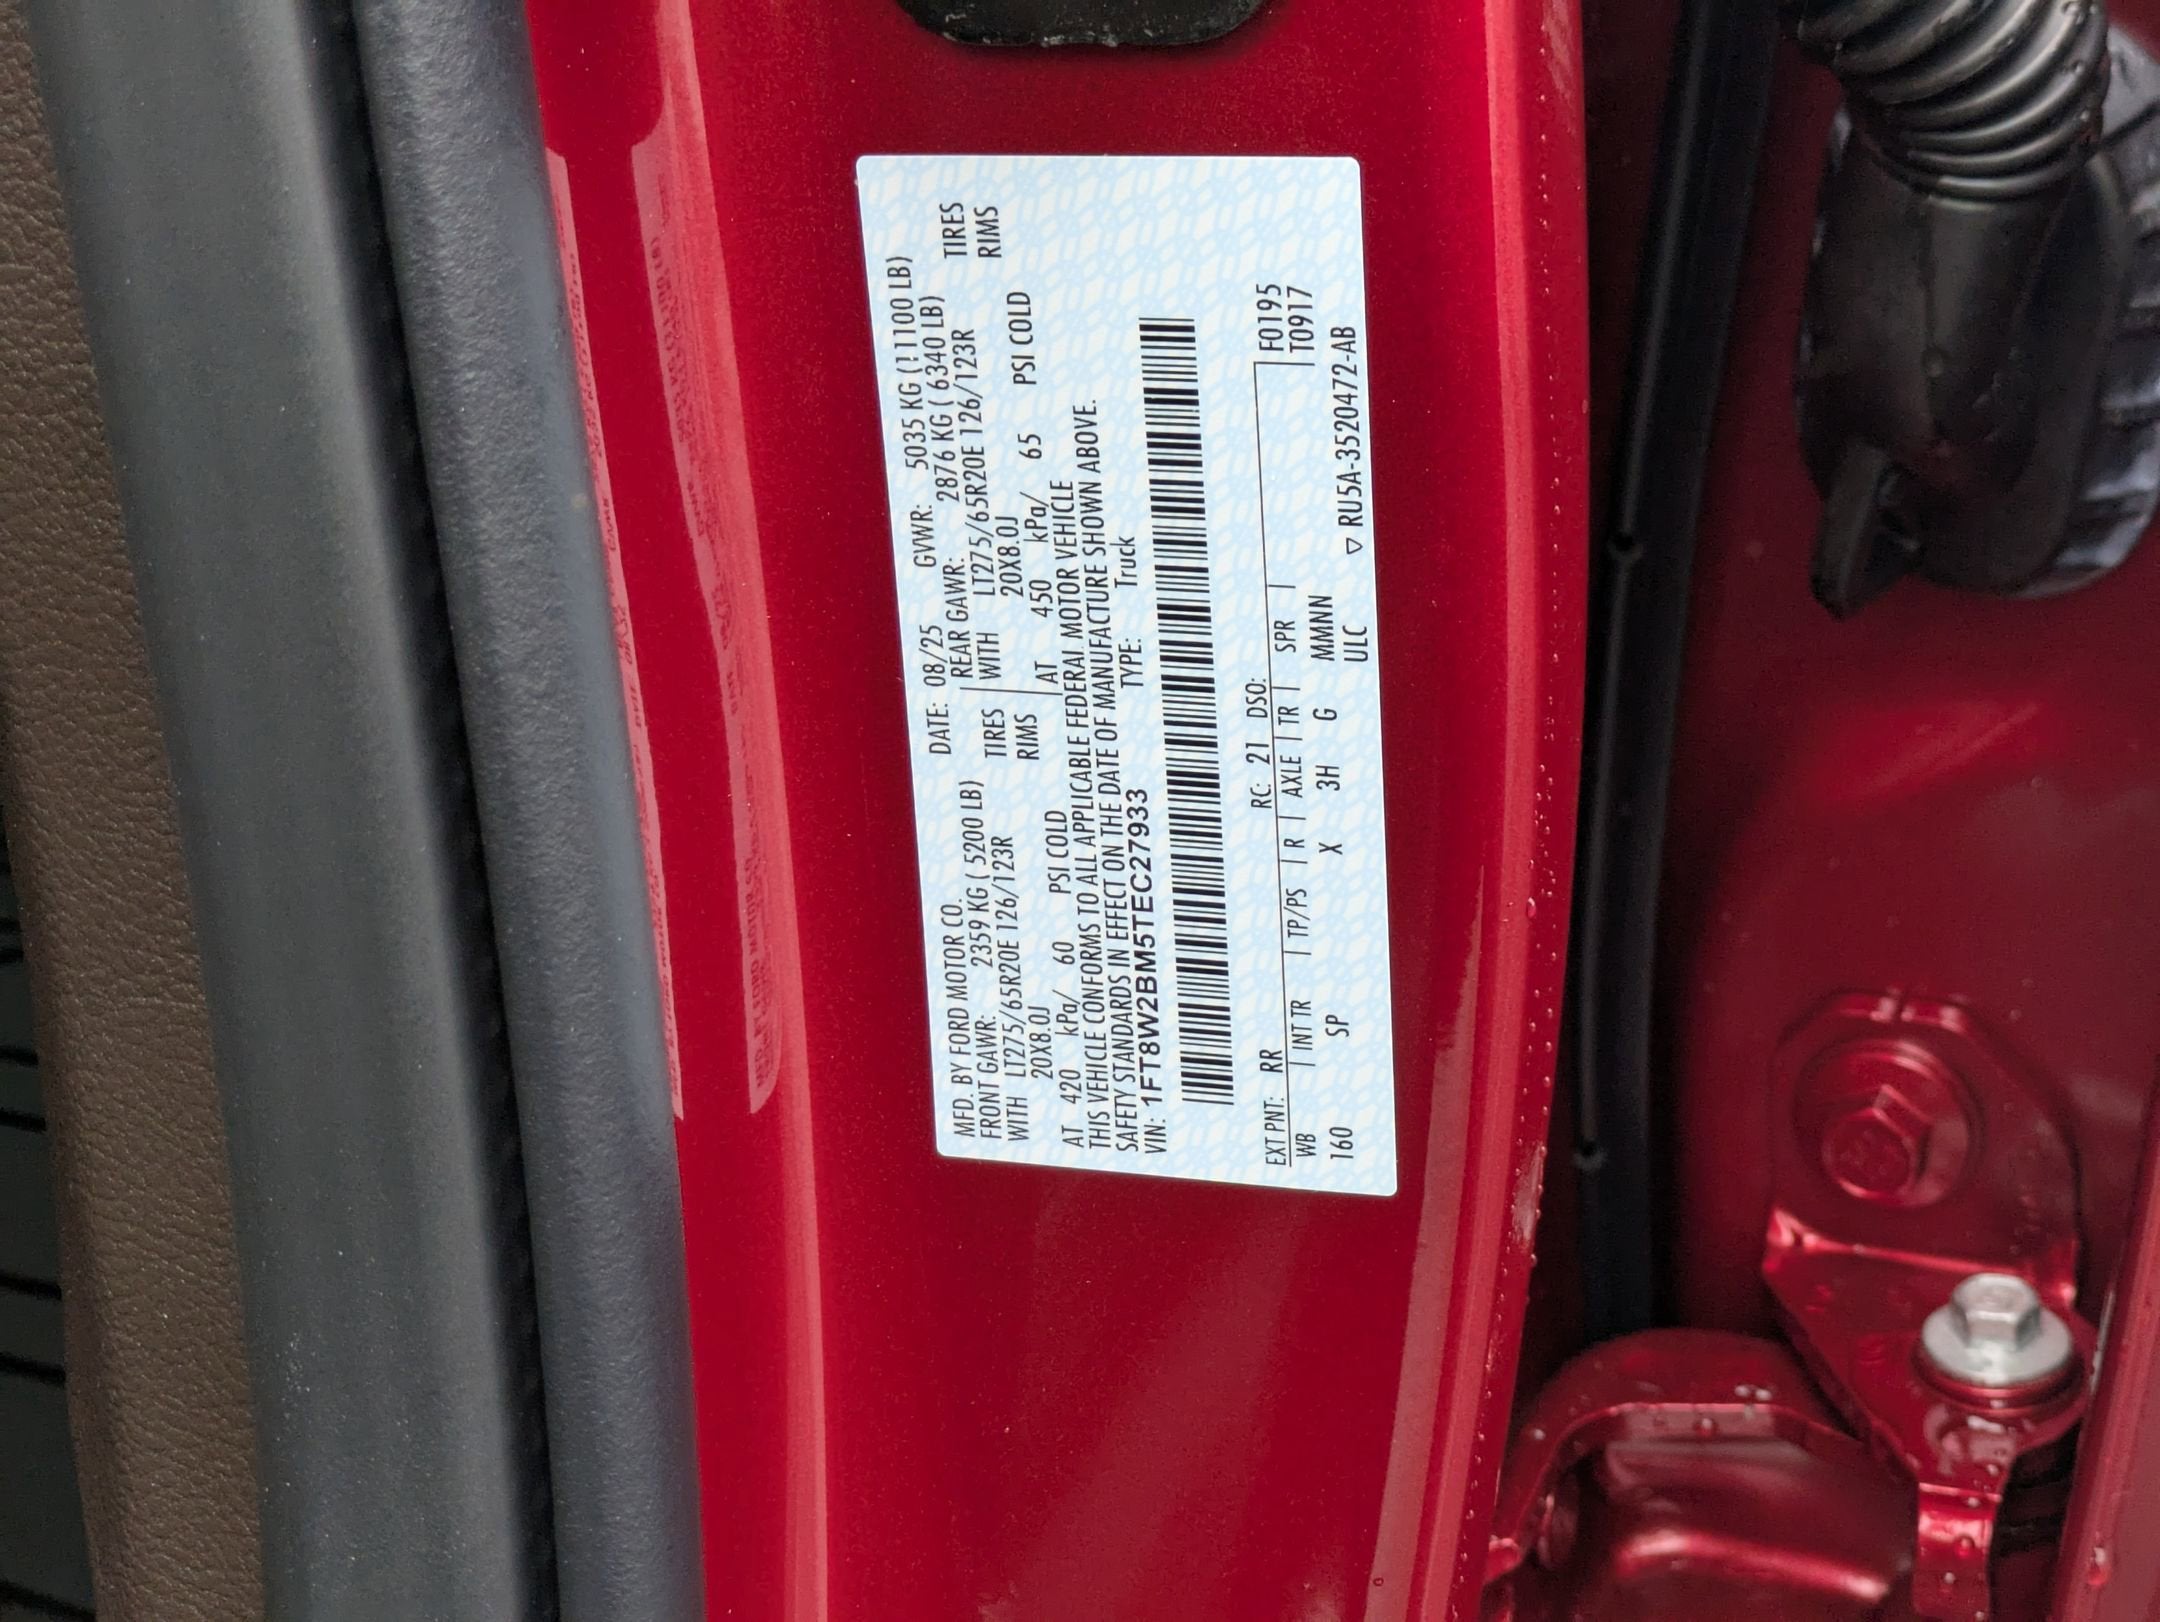 MFD. BY FORD MOTOR CO. DATE: 08/25 GVWR: 5035 KG (11100 LB)
FRONT GAWR: 2359 KG ( 5200 LB) REAR GAWR: 2876 KG ( 6340 LB)
WITH LT275/65R20E 126/123R TIRES WITH LT275/65R20E 126/123R TIRES
20X8.0J RIMS 20X8.0J RIMS
AT 420 kPa/ 60 PSI COLD AT 450 kPa/ 65 PSI COLD
THIS VEHICLE CONFORMS TO ALL APPLICABLE FEDERAL MOTOR VEHICLE
SAFETY STANDARDS IN EFFECT ON THE DATE OF MANUFACTURE SHOWN ABOVE.
VIN: 1FT8W2BM5TEC27933 TYPE: Truck
EXT PNT: RR RC: 21 DSO: F0195
WB INT TR TP/PS R AXLE TR SPR T0917
160 SP X 3H G MMNN
ULC ▽ RU5A-3520472-AB